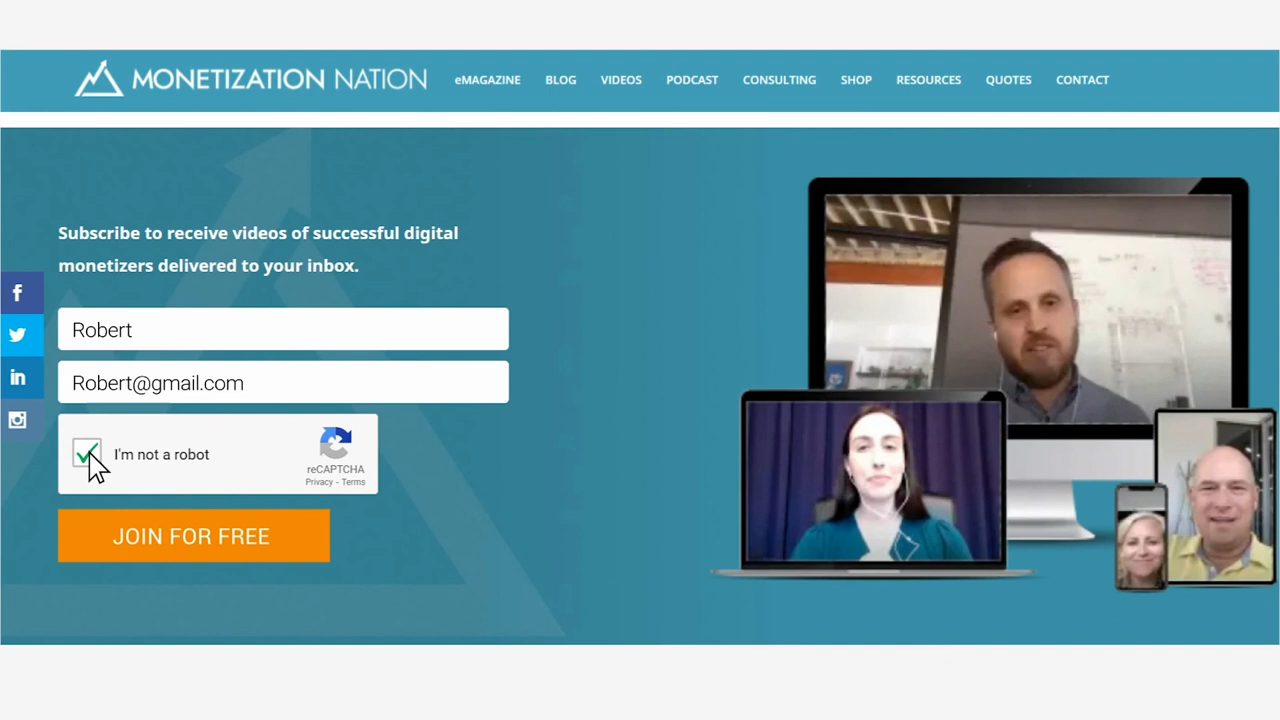 MONETIZATION NATION
eMAGAZINE BLOG VIDEOS PODCAST CONSULTING SHOP RESOURCES QUOTES CONTACT
Subscribe to receive videos of successful digital
monetizers delivered to your inbox.
Robert
Robert@gmail.com
I'm not a robot
reCAPTCHA
Privacy - Terms
JOIN FOR FREE